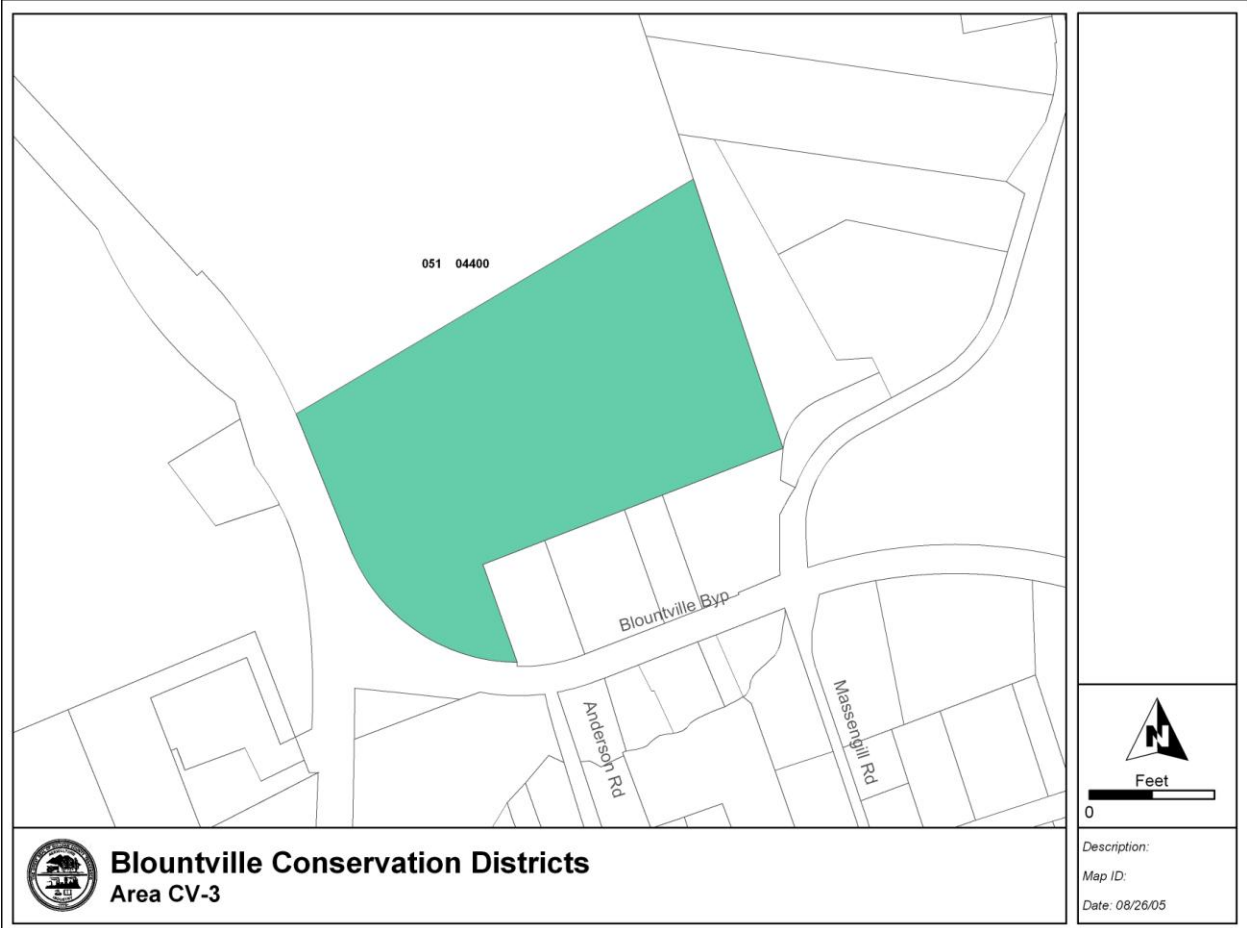 051 04400
Blountville Byp
Anderson Rd
Massengill Rd
N
Feet
0
Blountville Conservation Districts
Area CV-3
Description:
Map ID:
Date: 08/26/05